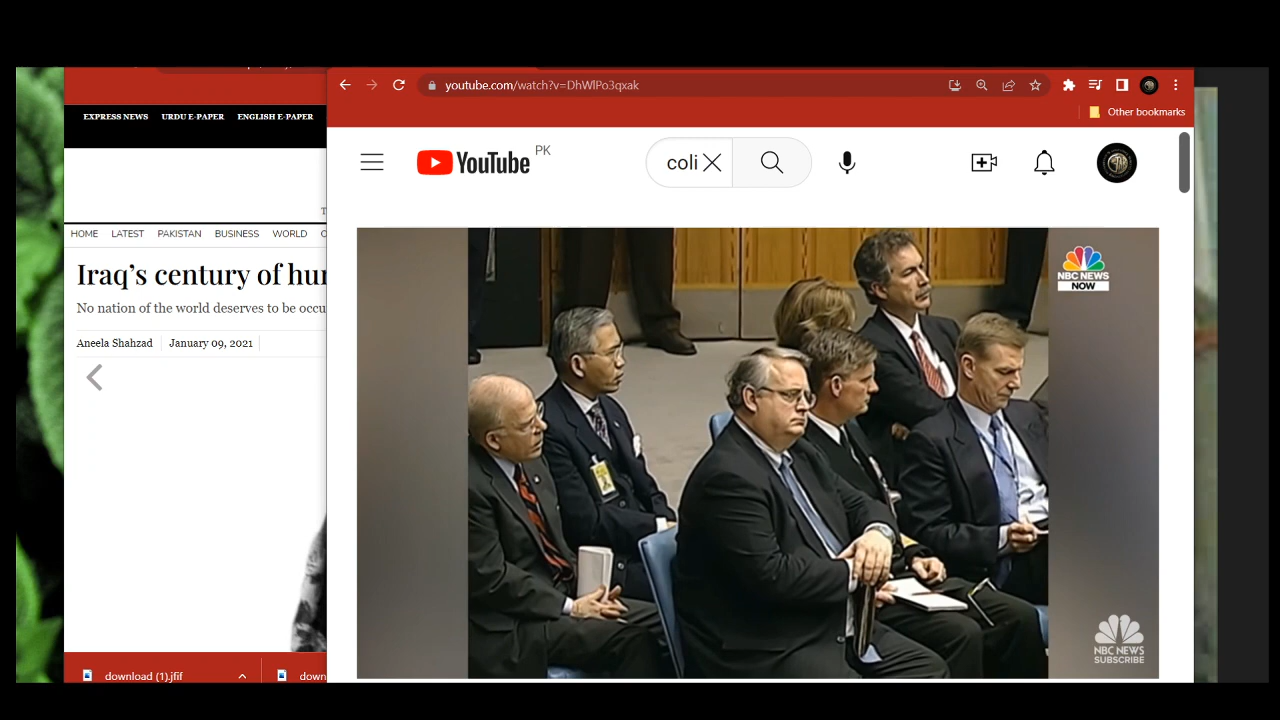 youtube.com/watch?v=DhWlPo3qxak
Other bookmarks
EXPRESS NEWS URDU E-PAPER ENGLISH E-PAPER
YouTube PK
coli
T
HOME LATEST PAKISTAN BUSINESS WORLD O
Iraq’s century of hu
No nation of the world deserves to be occu
Aneela Shahzad January 09, 2021
NBC NEWS
NOW
NBC NEWS
SUBSCRIBE
download (1).jfif
down